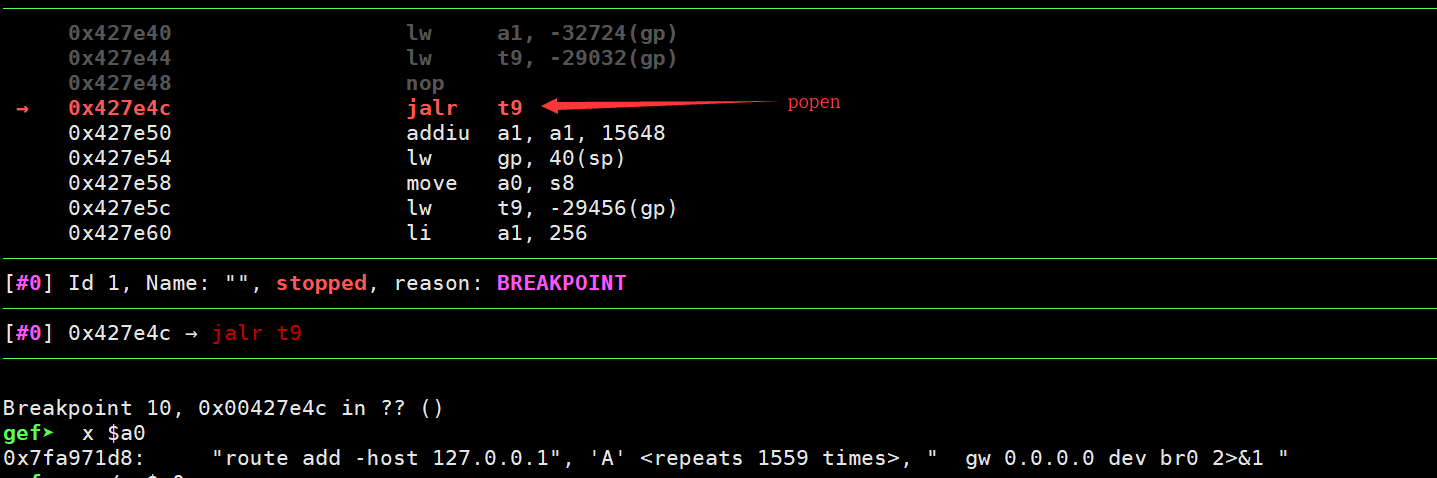 0x427e40 lw a1, -32724(gp)
0x427e44 lw t9, -29032(gp)
0x427e48 nop
→ 0x427e4c jalr t9 popen
0x427e50 addiu a1, a1, 15648
0x427e54 lw gp, 40(sp)
0x427e58 move a0, s8
0x427e5c lw t9, -29456(gp)
0x427e60 li a1, 256
[#0] Id 1, Name: "", stopped, reason: BREAKPOINT
[#0] 0x427e4c → jalr t9
Breakpoint 10, 0x00427e4c in ?? ()
gef➤ x $a0
0x7fa971d8: "route add -host 127.0.0.1", 'A' <repeats 1559 times>, "  gw 0.0.0.0 dev br0 2>&1 "